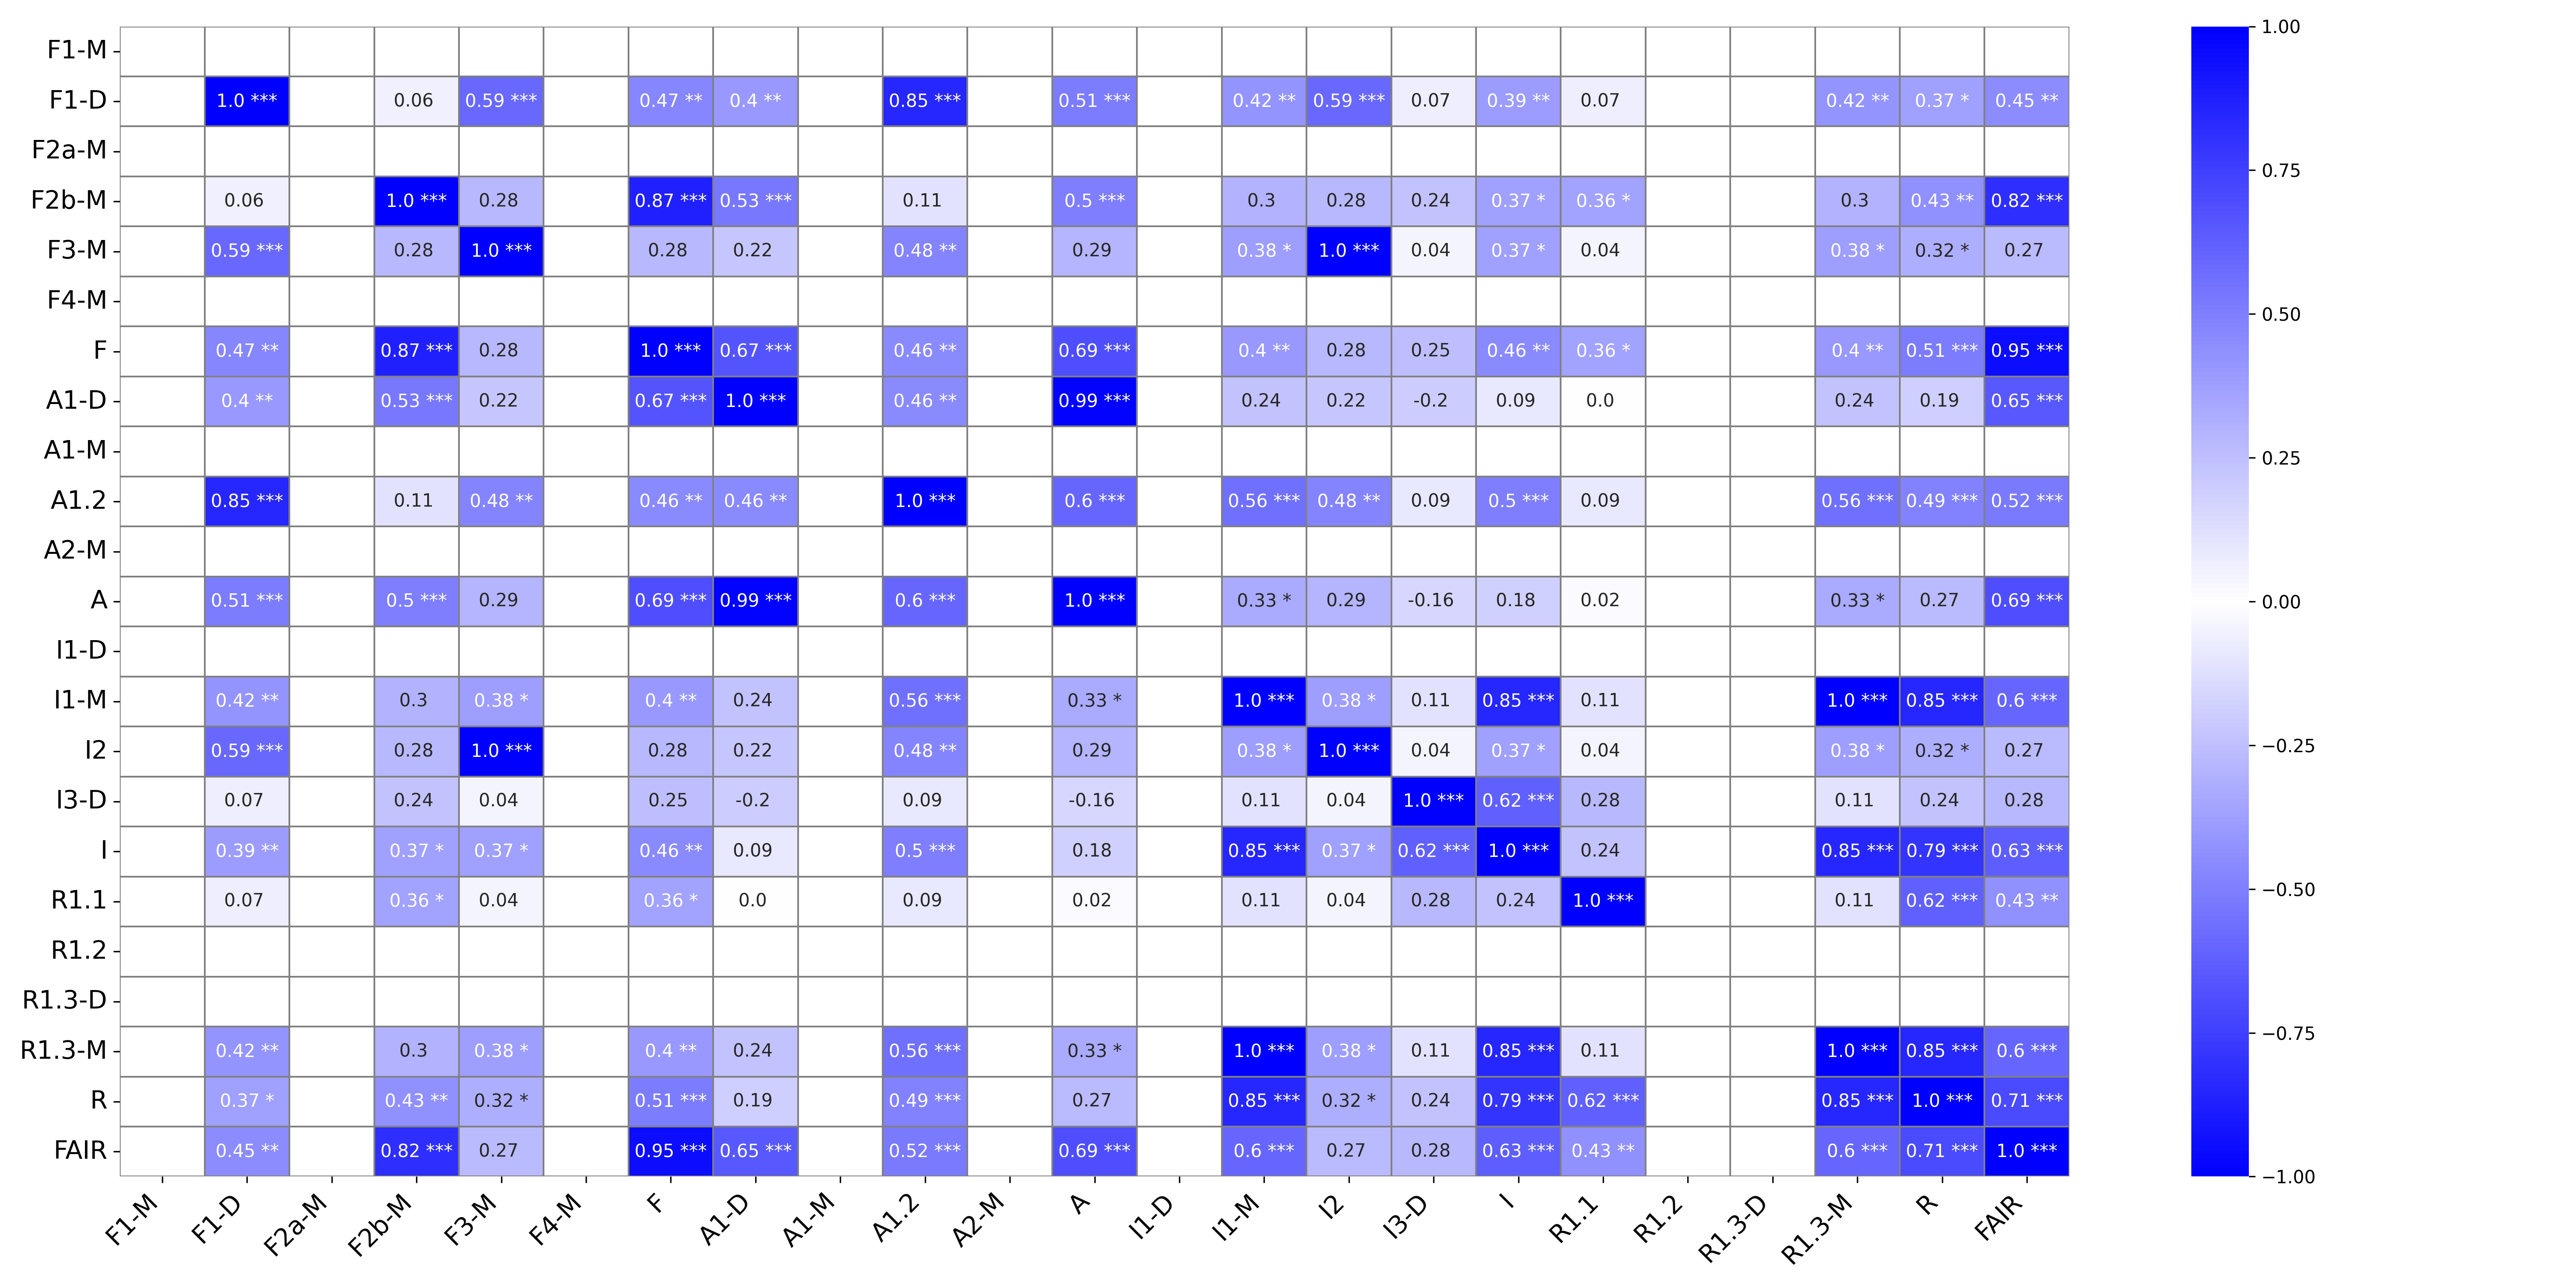 F1-M
F1-D 1.0 *** 0.06 0.59 *** 0.47 ** 0.4 ** 0.85 *** 0.51 *** 0.42 ** 0.59 *** 0.07 0.39 ** 0.07 0.42 ** 0.37 * 0.45 **
F2a-M
F2b-M 0.06 1.0 *** 0.28 0.87 *** 0.53 *** 0.11 0.5 *** 0.3 0.28 0.24 0.37 * 0.36 * 0.3 0.43 ** 0.82 ***
F3-M 0.59 *** 0.28 1.0 *** 0.28 0.22 0.48 ** 0.29 0.38 * 1.0 *** 0.04 0.37 * 0.04 0.38 * 0.32 * 0.27
F4-M
F 0.47 ** 0.87 *** 0.28 1.0 *** 0.67 *** 0.46 ** 0.69 *** 0.4 ** 0.28 0.25 0.46 ** 0.36 * 0.4 ** 0.51 *** 0.95 ***
A1-D 0.4 ** 0.53 *** 0.22 0.67 *** 1.0 *** 0.46 ** 0.99 *** 0.24 0.22 -0.2 0.09 0.0 0.24 0.19 0.65 ***
A1-M
A1.2 0.85 *** 0.11 0.48 ** 0.46 ** 0.46 ** 1.0 *** 0.6 *** 0.56 *** 0.48 ** 0.09 0.5 *** 0.09 0.56 *** 0.49 *** 0.52 ***
A2-M
A 0.51 *** 0.5 *** 0.29 0.69 *** 0.99 *** 0.6 *** 1.0 *** 0.33 * 0.29 -0.16 0.18 0.02 0.33 * 0.27 0.69 ***
I1-D
I1-M 0.42 ** 0.3 0.38 * 0.4 ** 0.24 0.56 *** 0.33 * 1.0 *** 0.38 * 0.11 0.85 *** 0.11 1.0 *** 0.85 *** 0.6 ***
I2 0.59 *** 0.28 1.0 *** 0.28 0.22 0.48 ** 0.29 0.38 * 1.0 *** 0.04 0.37 * 0.04 0.38 * 0.32 * 0.27
I3-D 0.07 0.24 0.04 0.25 -0.2 0.09 -0.16 0.11 0.04 1.0 *** 0.62 *** 0.28 0.11 0.24 0.28
I 0.39 ** 0.37 * 0.37 * 0.46 ** 0.09 0.5 *** 0.18 0.85 *** 0.37 * 0.62 *** 1.0 *** 0.24 0.85 *** 0.79 *** 0.63 ***
R1.1 0.07 0.36 * 0.04 0.36 * 0.0 0.09 0.02 0.11 0.04 0.28 0.24 1.0 *** 0.11 0.62 *** 0.43 **
R1.2
R1.3-D
R1.3-M 0.42 ** 0.3 0.38 * 0.4 ** 0.24 0.56 *** 0.33 * 1.0 *** 0.38 * 0.11 0.85 *** 0.11 1.0 *** 0.85 *** 0.6 ***
R 0.37 * 0.43 ** 0.32 * 0.51 *** 0.19 0.49 *** 0.27 0.85 *** 0.32 * 0.24 0.79 *** 0.62 *** 0.85 *** 1.0 *** 0.71 ***
FAIR 0.45 ** 0.82 *** 0.27 0.95 *** 0.65 *** 0.52 *** 0.69 *** 0.6 *** 0.27 0.28 0.63 *** 0.43 ** 0.6 *** 0.71 *** 1.0 ***
F1-M F1-D F2a-M F2b-M F3-M F4-M F A1-D A1-M A1.2 A2-M A I1-D I1-M I2 I3-D I R1.1 R1.2 R1.3-D R1.3-M R FAIR
1.00
0.75
0.50
0.25
0.00
−0.25
−0.50
−0.75
−1.00